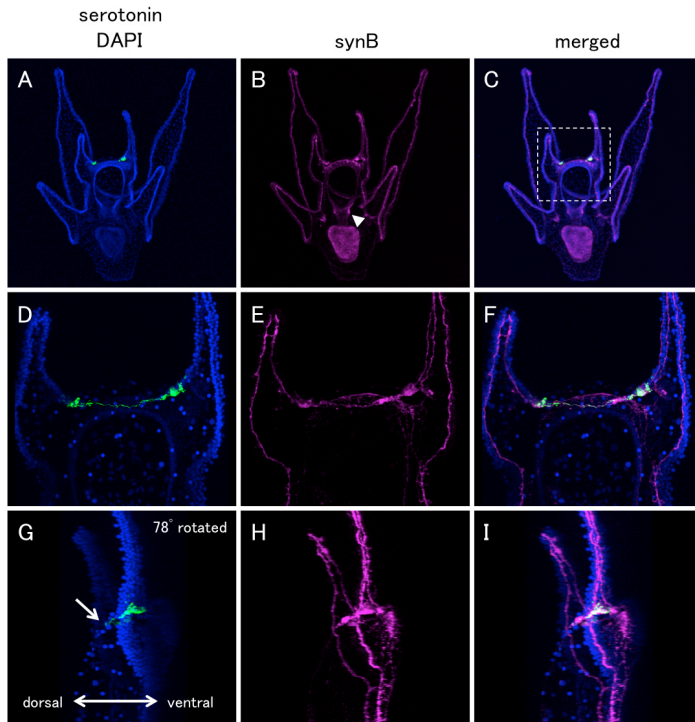 serotonin
DAPI
synB
merged
A
B
C
D
E
F
G
78° rotated
H
I
dorsal
ventral